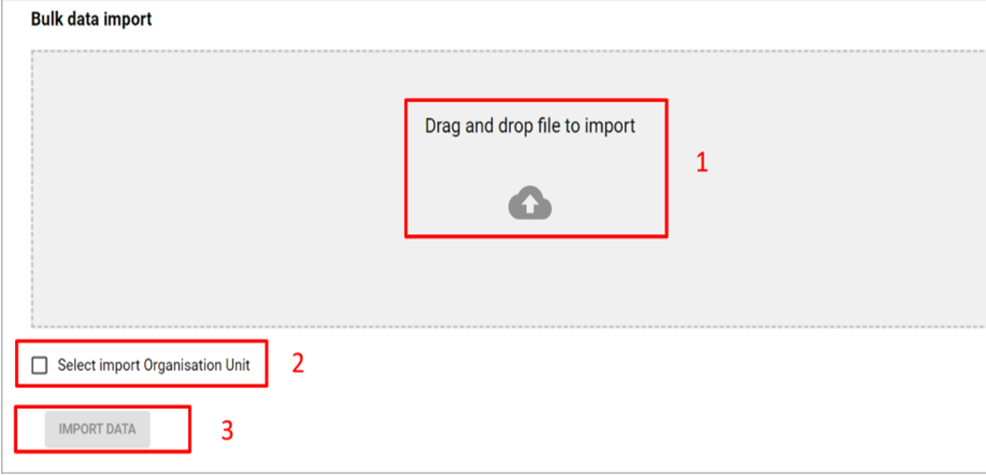 Bulk data import
Drag and drop file to import
1
Select import Organisation Unit
2
IMPORT DATA
3